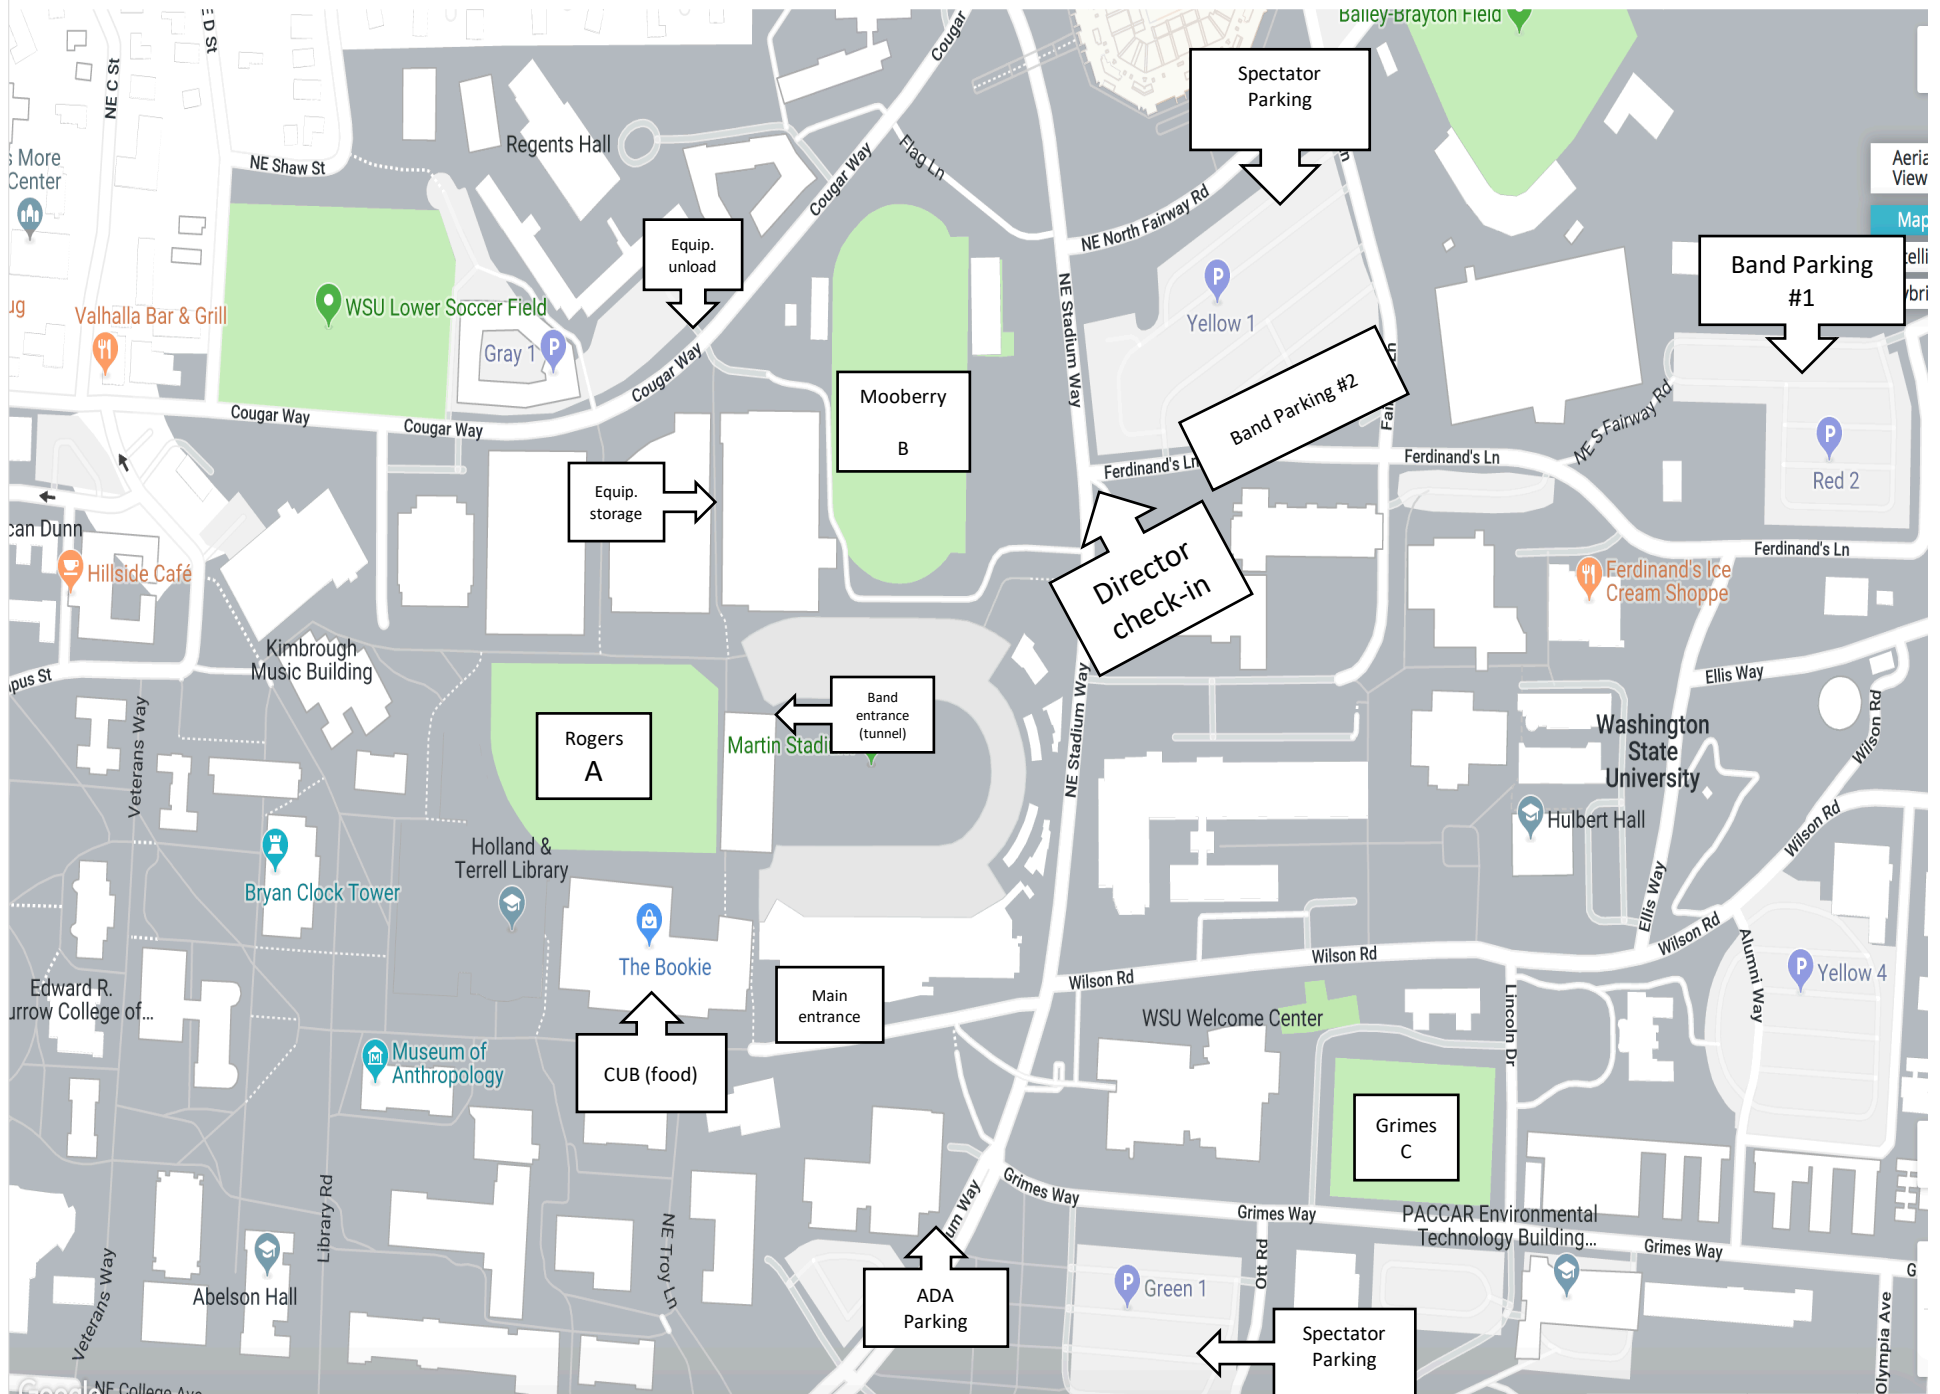 NE C St
E D St
NE Shaw St
s More
Center
ug
Valhalla Bar & Grill
WSU Lower Soccer Field
Gray 1
Regents Hall
Equip.
unload
Cougar
Cougar Way
Flag Ln
Cougar Way
Cougar Way
Cougar Way
Bailey-Brayton Field
Spectator
Parking
NE North Fairway Rd
NE Stadium Way
Yellow 1
Aeria
View
Map
Band Parking
#1
Mooberry
B
Band Parking #2
Ferdinand's Ln
Ferdinand's Ln
NE S Fairway Rd
Red 2
Ferdinand's Ln
Equip.
storage
can Dunn
Hillside Café
Director
check-in
Ferdinand's Ice
Cream Shoppe
Kimbrough
Music Building
pus St
Ellis Way
Band
entrance
(tunnel)
Martin Stadi
Rogers
A
NE Stadium Way
Washington
State
University
Wilson Rd
Veterans Way
Hulbert Hall
Wilson Rd
Holland &
Terrell Library
Bryan Clock Tower
Ellis Way
The Bookie
Main
entrance
Wilson Rd
Wilson Rd
Wilson Rd
Alumni Way
Yellow 4
Edward R.
urrow College of...
WSU Welcome Center
Lincoln Dr
Museum of
Anthropology
CUB (food)
Grimes
C
Grimes Way
Grimes Way
Grimes Way
PACCAR Environmental
Technology Building...
Library Rd
NE Troy Ln
um Way
Ott Rd
Veterans Way
Abelson Hall
ADA
Parking
Green 1
Spectator
Parking
Olympia Ave
Google
NE College Ave